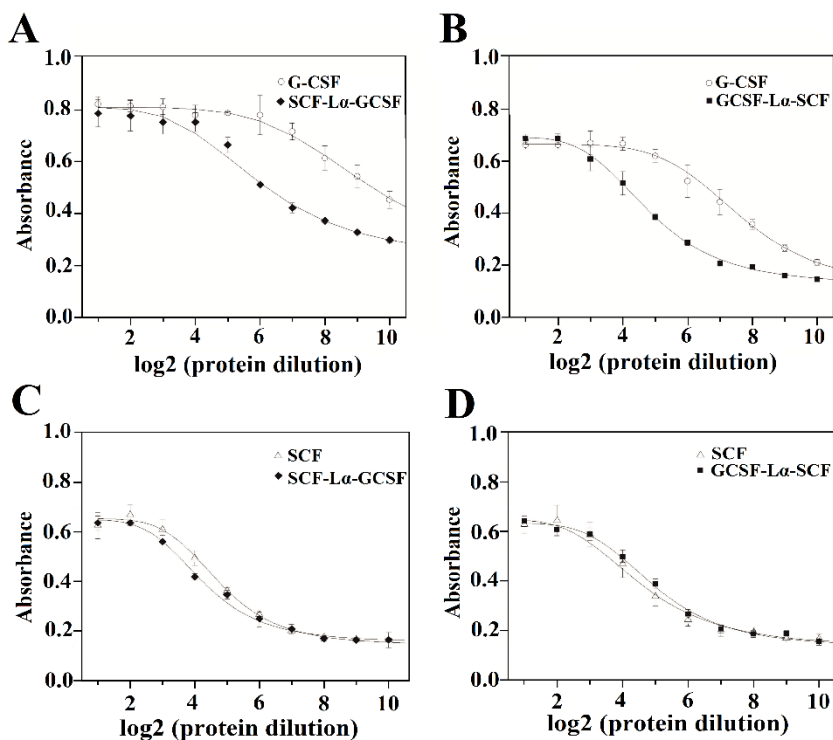 A
G-CSF
SCF-Lα-GCSF
1.0
0.8
0.6
0.4
0.2
0.0
Absorbance
2 4 6 8 10
log2 (protein dilution)
B
G-CSF
GCSF-Lα-SCF
1.0
0.8
0.6
0.4
0.2
0.0
Absorbance
2 4 6 8 10
log2 (protein dilution)
C
SCF
SCF-Lα-GCSF
1.0
0.8
0.6
0.4
0.2
0.0
Absorbance
2 4 6 8 10
log2 (protein dilution)
D
SCF
GCSF-Lα-SCF
1.0
0.8
0.6
0.4
0.2
0.0
Absorbance
2 4 6 8 10
log2 (protein dilution)